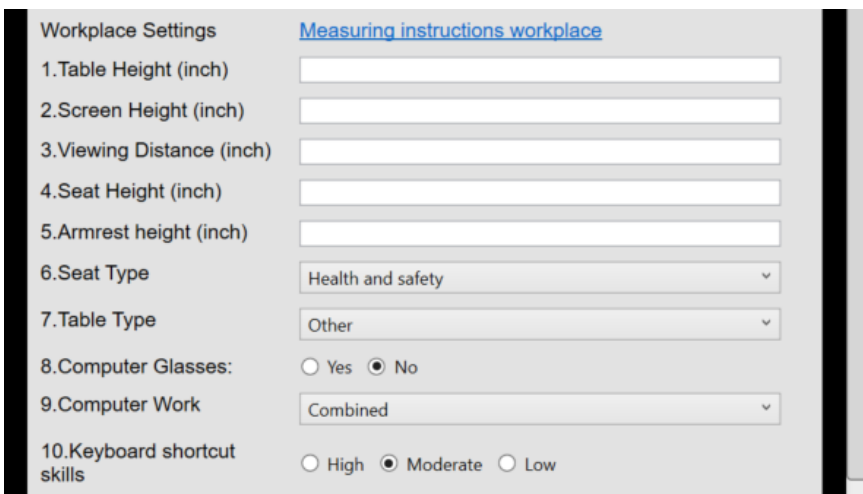 Workplace Settings Measuring instructions workplace
1.Table Height (inch)
2.Screen Height (inch)
3.Viewing Distance (inch)
4.Seat Height (inch)
5.Armrest height (inch)
6.Seat Type Health and safety
7.Table Type Other
8.Computer Glasses: Yes No
9.Computer Work Combined
10.Keyboard shortcut
skills High Moderate Low